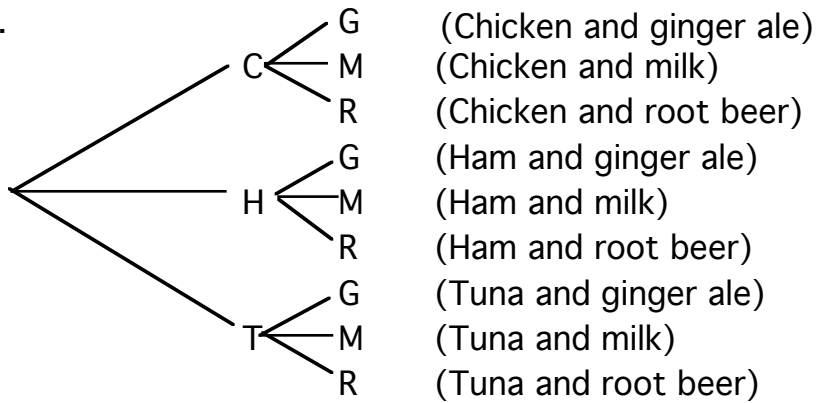 G (Chicken and ginger ale)
C M (Chicken and milk)
R (Chicken and root beer)
G (Ham and ginger ale)
H M (Ham and milk)
R (Ham and root beer)
G (Tuna and ginger ale)
T M (Tuna and milk)
R (Tuna and root beer)